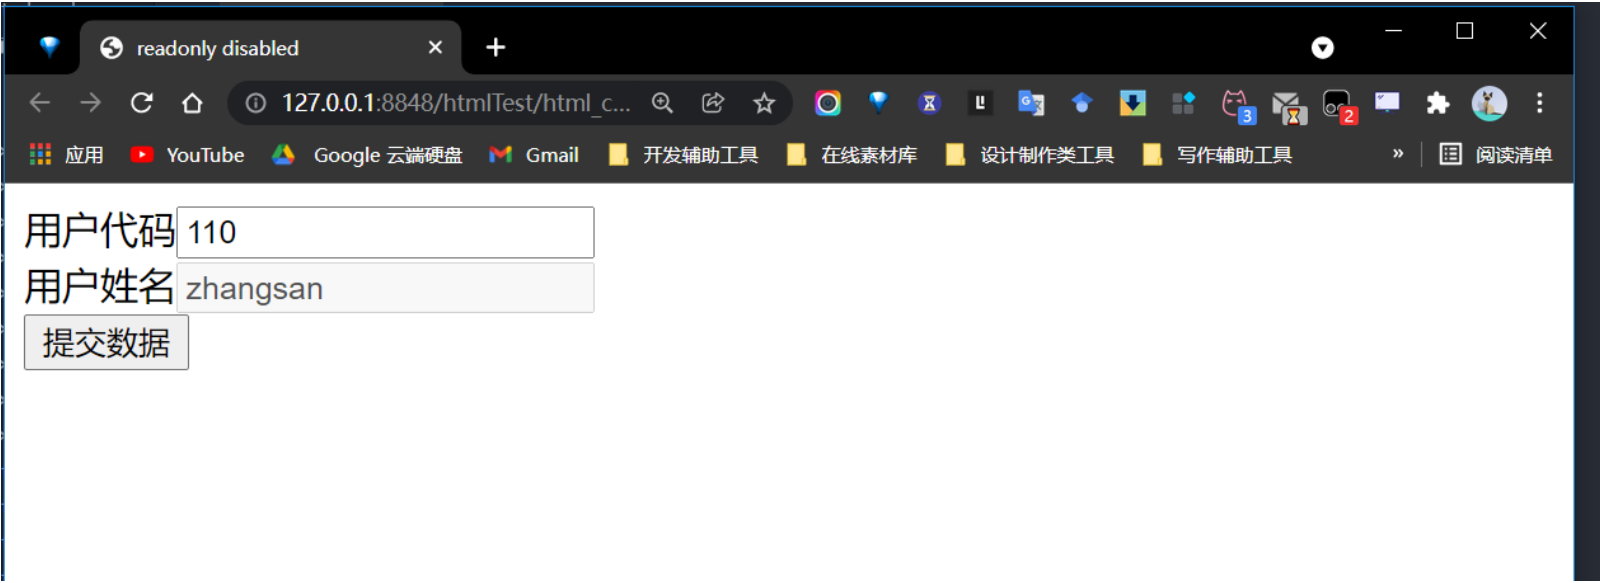 readonly disabled
127.0.0.1:8848/htmlTest/html_c...
3
2
应用 YouTube Google 云端硬盘 Gmail 开发辅助工具 在线素材库 设计制作类工具 写作辅助工具 » 阅读清单
用户代码 110
用户姓名 zhangsan
提交数据